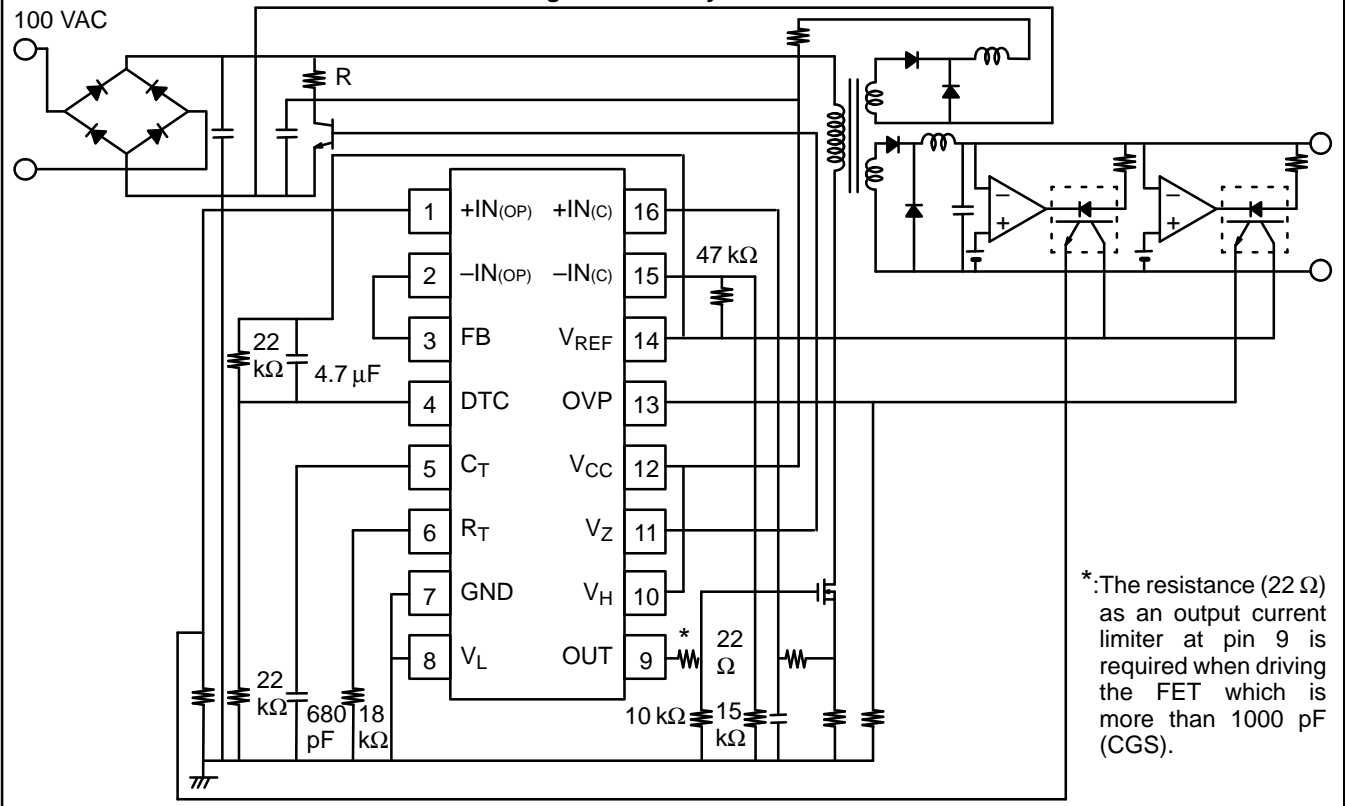 100 VAC
R
1 +IN(OP) +IN(C) 16
47 kΩ
2 –IN(OP) –IN(C) 15
22
kΩ
4.7 μF
3 FB VREF 14
4 DTC OVP 13
5 CT VCC 12
6 RT VZ 11
7 GND VH 10
8 VL OUT 9
*
22
Ω
22
kΩ
680
pF
18
kΩ
10 kΩ
15
kΩ
*:The resistance (22 Ω)
as an output current
limiter at pin 9 is
required when driving
the FET which is
more than 1000 pF
(CGS).
− +
− +